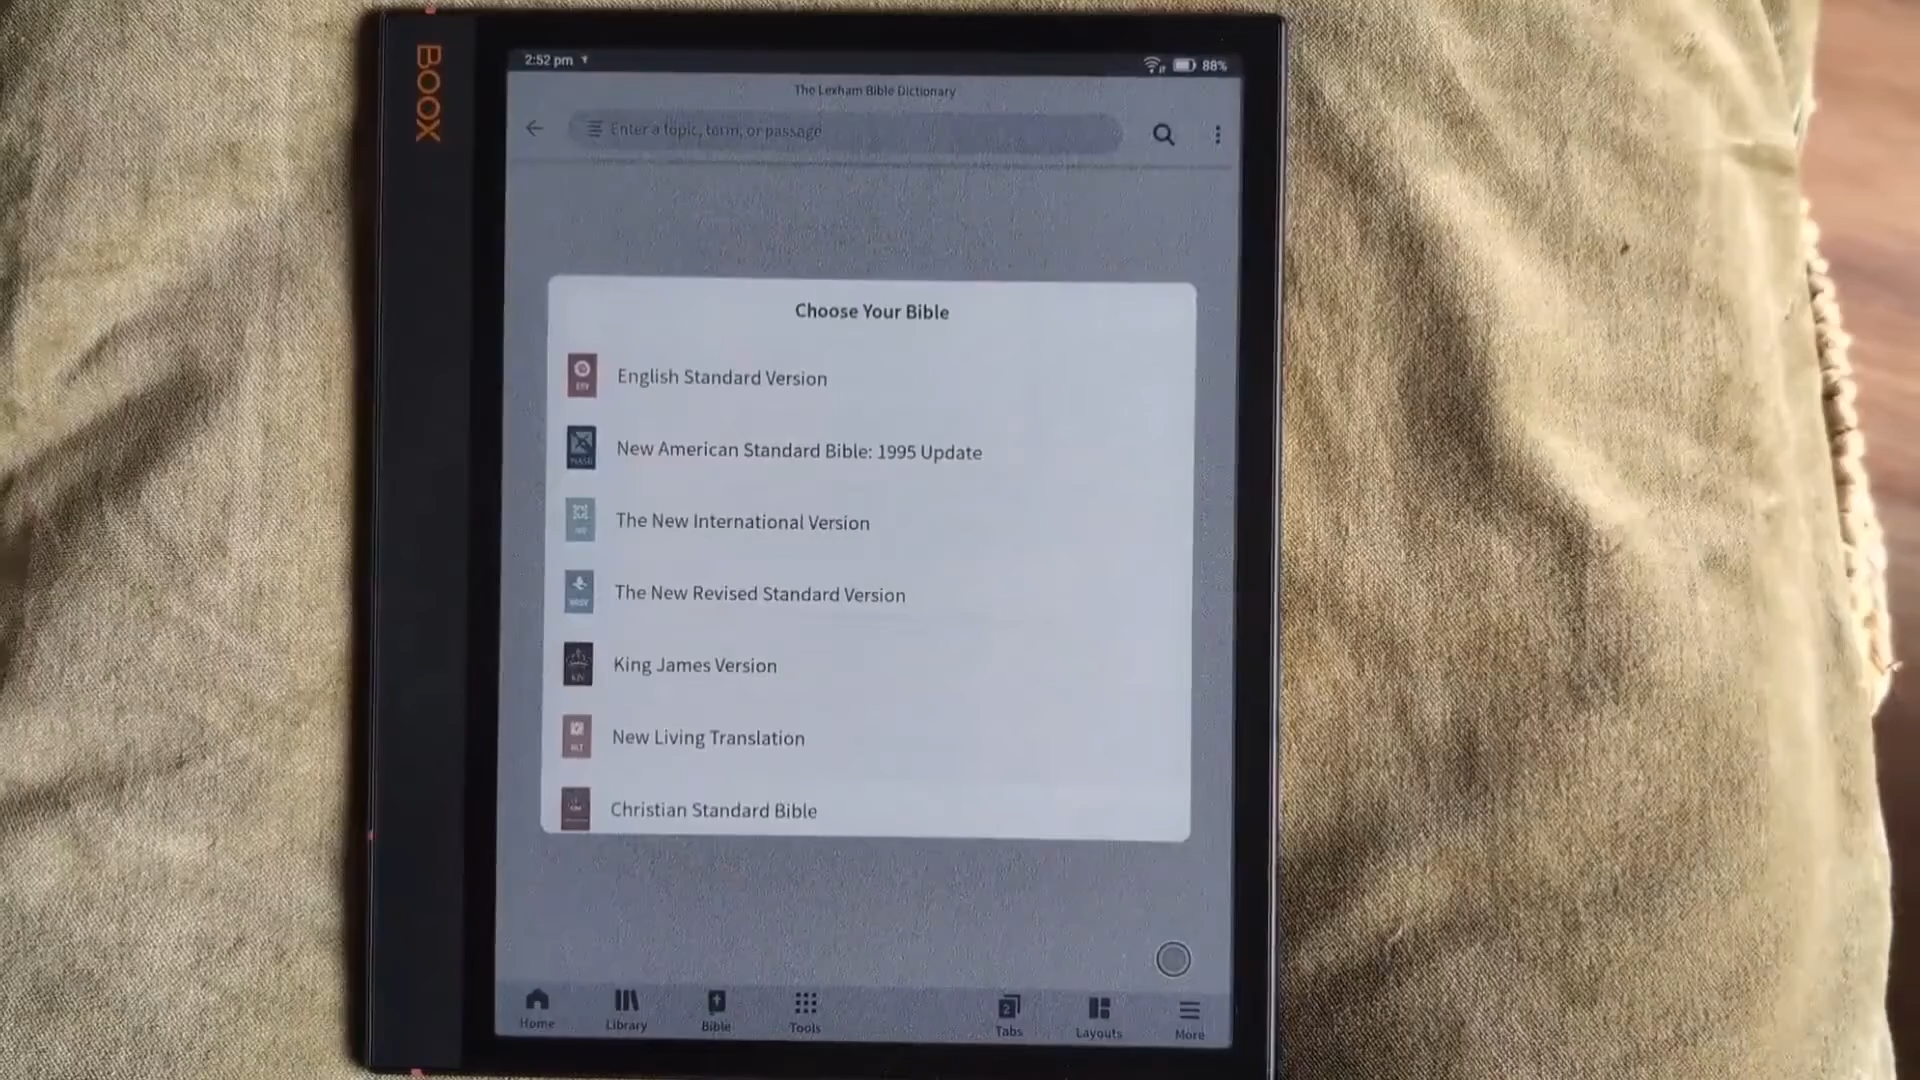 BOOX
2:52 pm
88%
The Lexham Bible Dictionary
Enter a topic, term, or passage
Choose Your Bible
English Standard Version
New American Standard Bible: 1995 Update
The New International Version
The New Revised Standard Version
King James Version
New Living Translation
Christian Standard Bible
2
Home
Library
Bible
Tools
Tabs
Layouts
More